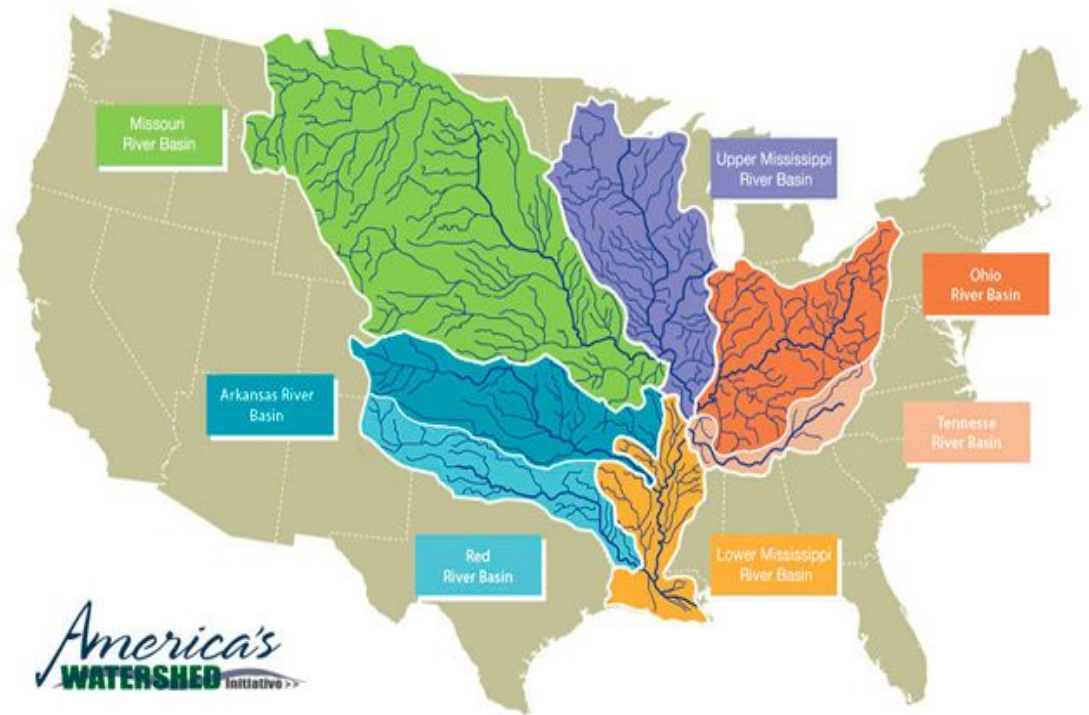 Missouri
River Basin
Upper Mississippi
River Basin
Ohio
River Basin
Arkansas River
Basin
Tennesse
River Basin
Red
River Basin
Lower Mississippi
River Basin
America's
WATERSHED Initiative >>